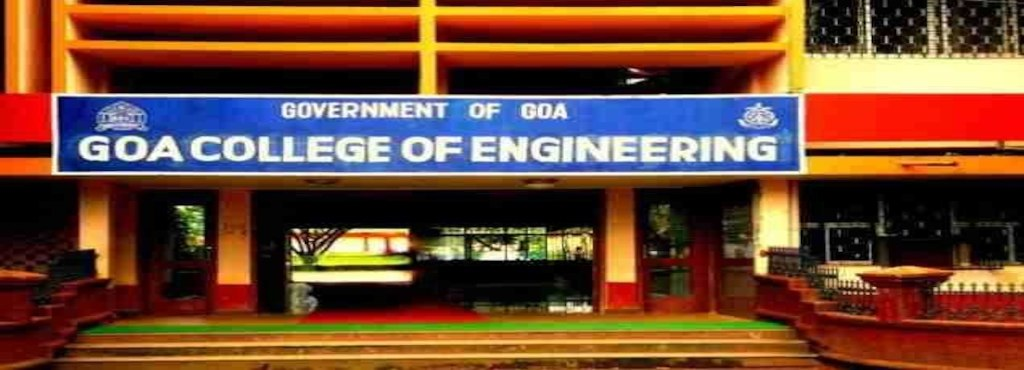 GOVERNMENT OF GOA
GOA COLLEGE OF ENGINEERING